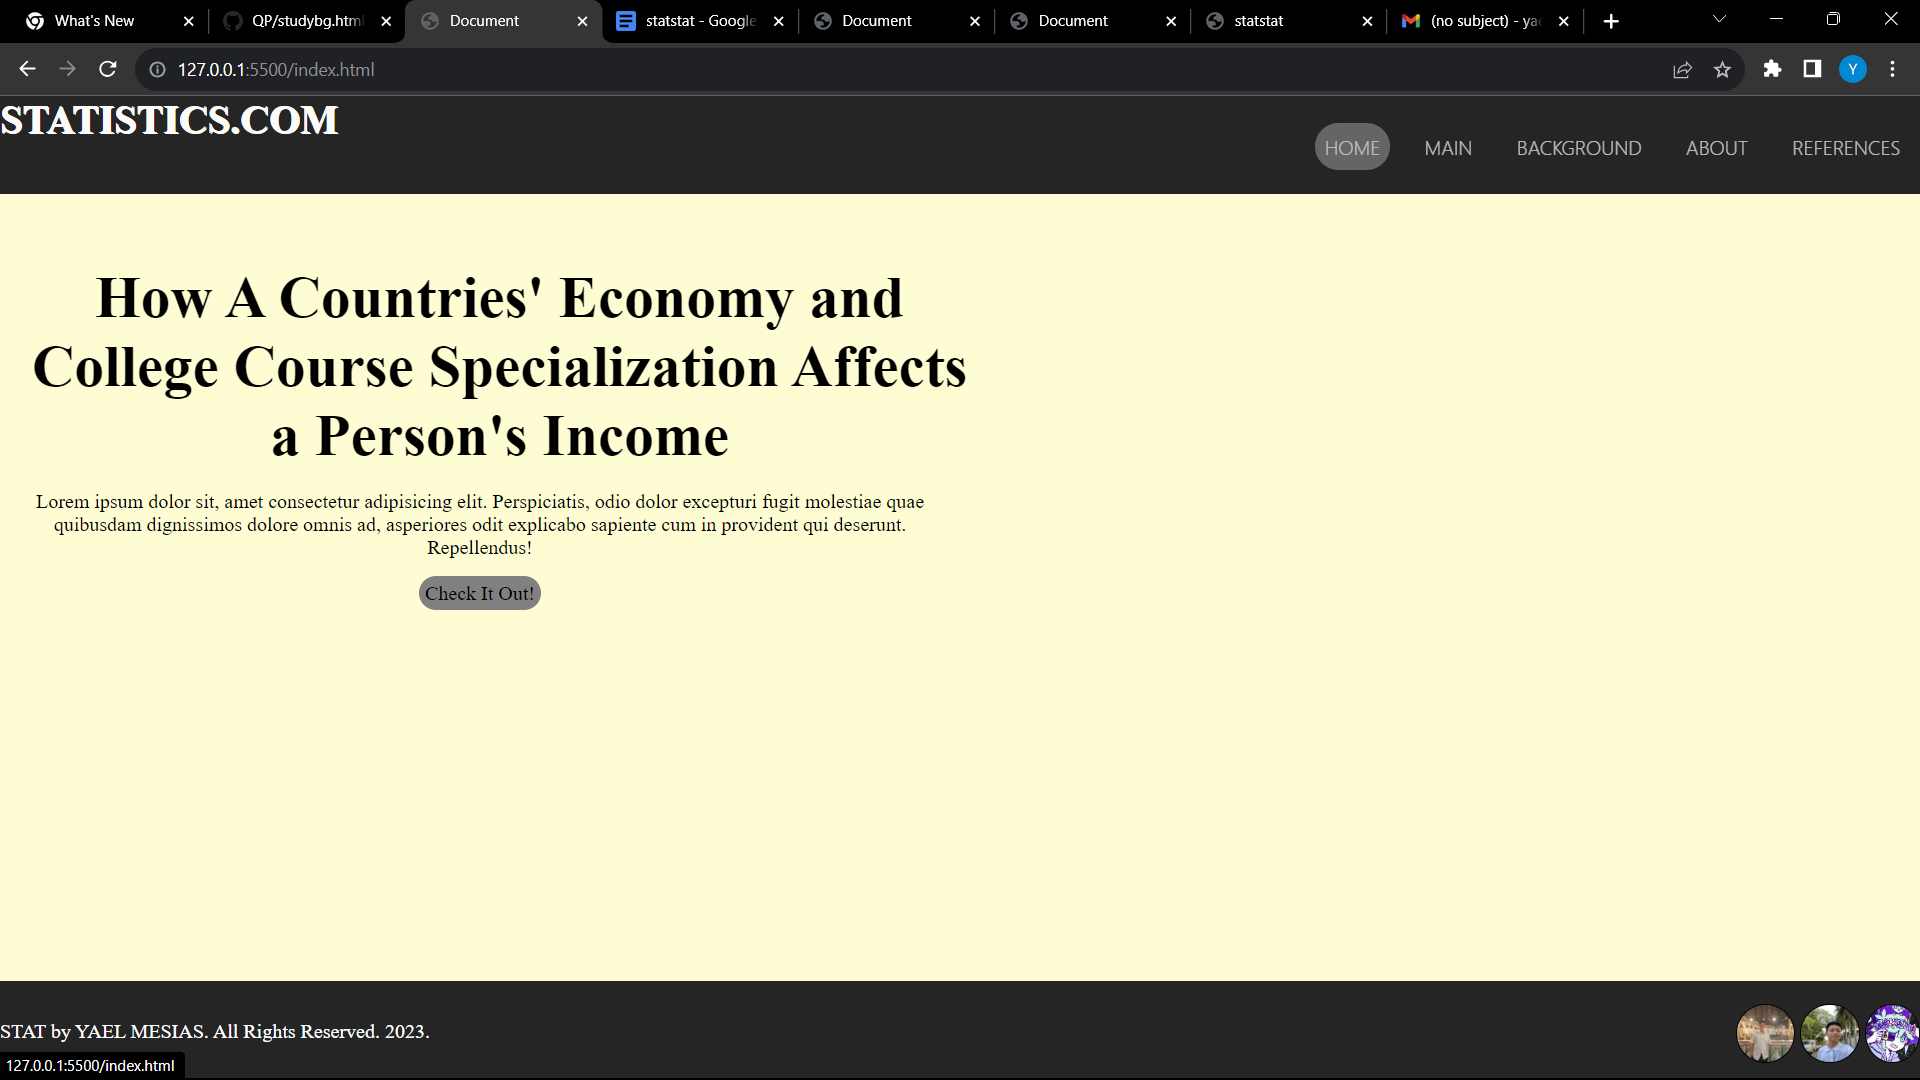 What's New
QP/studybg.html
Document
statstat - Google
Document
Document
statstat
(no subject) - yae
127.0.0.1:5500/index.html
Y
STATISTICS.COM
HOME
MAIN
BACKGROUND
ABOUT
REFERENCES
How A Countries' Economy and
College Course Specialization Affects
a Person's Income
Lorem ipsum dolor sit, amet consectetur adipisicing elit. Perspiciatis, odio dolor excepturi fugit molestiae quae
quibusdam dignissimos dolore omnis ad, asperiores odit explicabo sapiente cum in provident qui deserunt.
Repellendus!
Check It Out!
STAT by YAEL MESIAS. All Rights Reserved. 2023.
127.0.0.1:5500/index.html